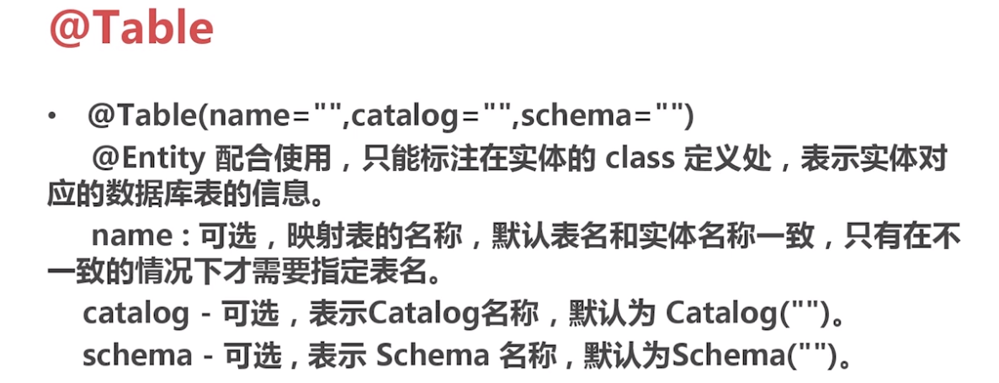 @Table
• @Table(name="",catalog="",schema="")
@Entity 配合使用，只能标注在实体的 class 定义处，表示实体对
应的数据库表的信息。
name : 可选，映射表的名称，默认表名和实体名称一致，只有在不
一致的情况下才需要指定表名。
catalog - 可选，表示Catalog名称，默认为 Catalog("")。
schema - 可选，表示 Schema 名称，默认为Schema("")。